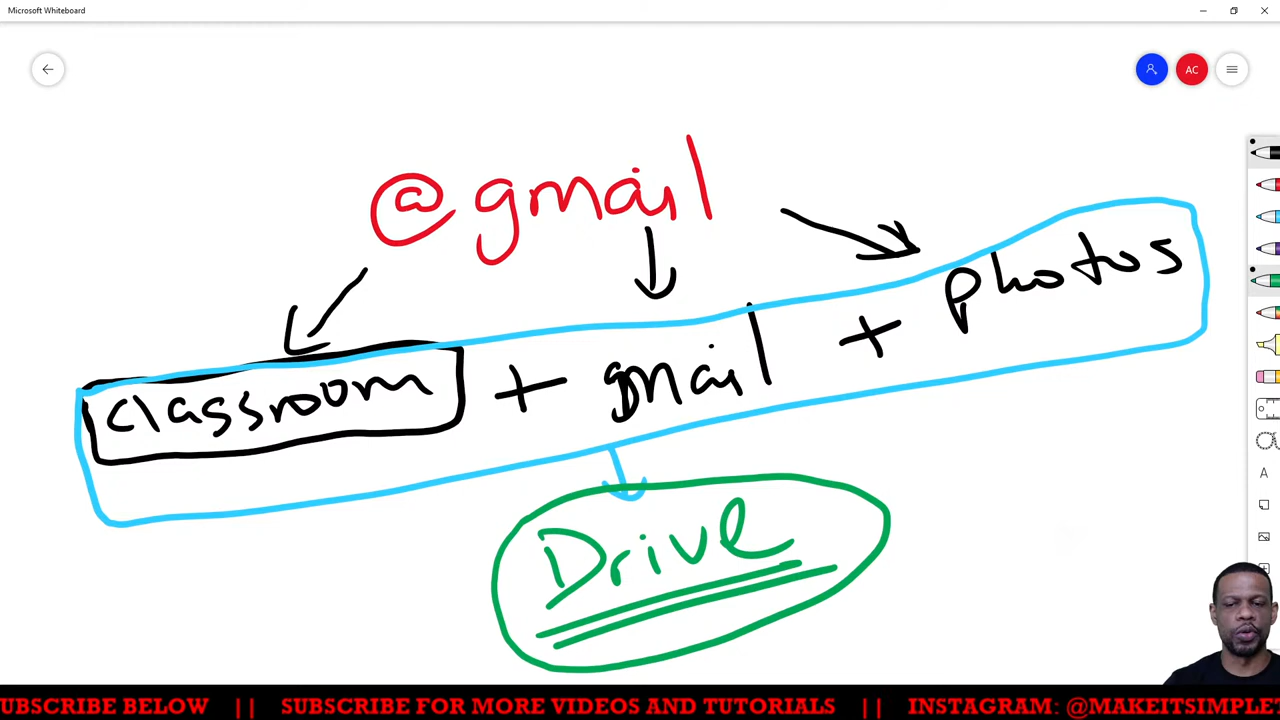 Microsoft Whiteboard
AC
@gmail
classroom + gmail + photos
Drive
A
UBSCRIBE BELOW || SUBSCRIBE FOR MORE VIDEOS AND TUTORIALS || INSTAGRAM: @MAKEITSIMPLE